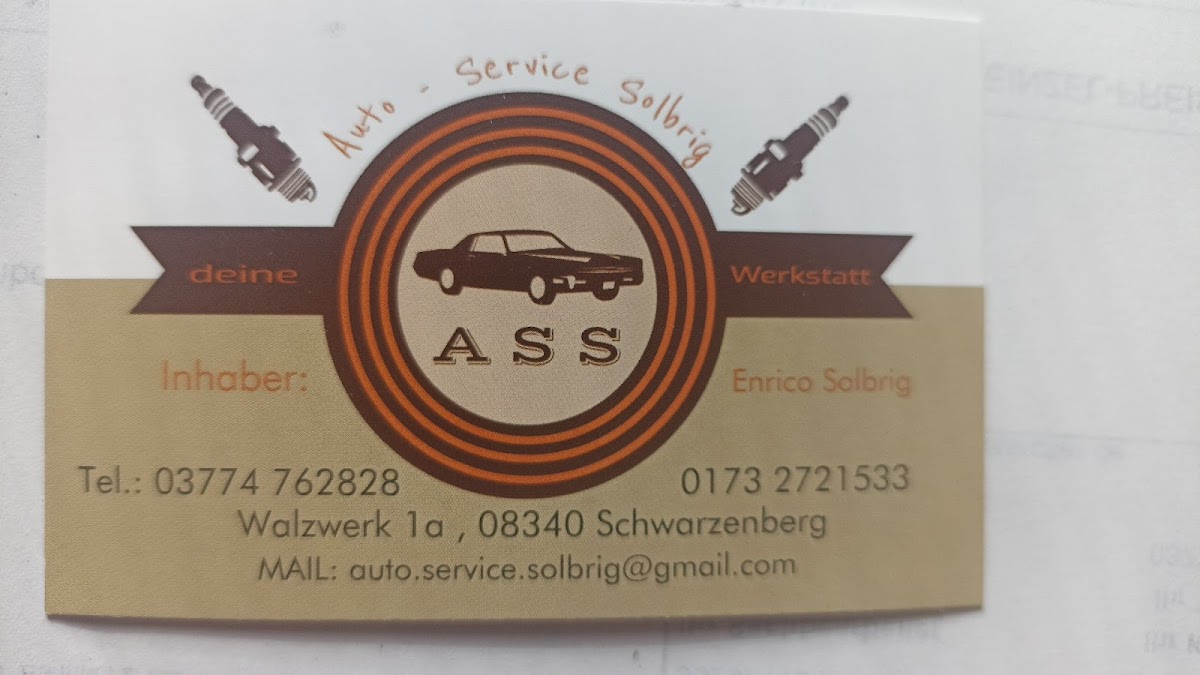 Auto - Service Solbrig
deine Werkstatt
ASS
Inhaber: Enrico Solbrig
Tel.: 03774 762828 0173 2721533
Walzwerk 1a , 08340 Schwarzenberg
MAIL: auto.service.solbrig@gmail.com